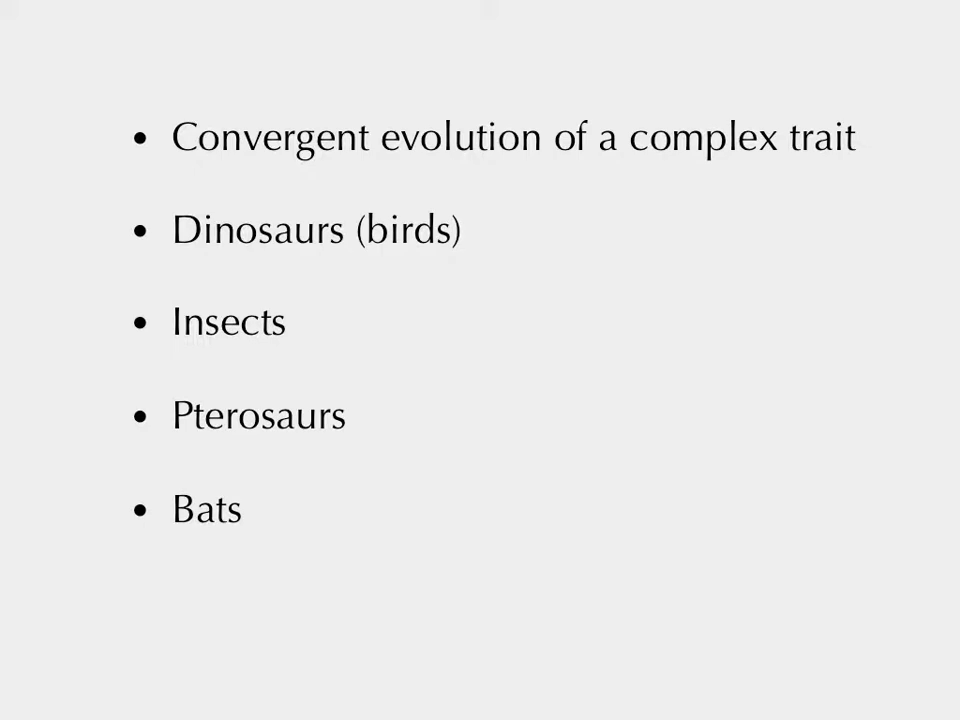 • Convergent evolution of a complex trait
• Dinosaurs (birds)
• Insects
• Pterosaurs
• Bats